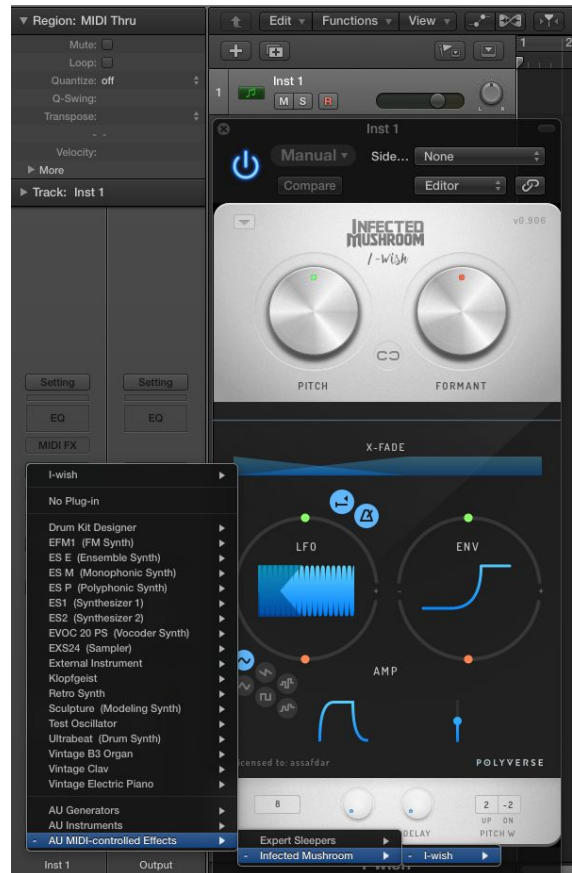 Region: MIDI Thru
Mute:
Loop:
Quantize: off
Q-Swing:
Transpose:
- -
Velocity:
More
Track: Inst 1
Edit Functions View
1 2
1 Inst 1
M S R
L R
Inst 1
Manual Side... None
Compare Editor
INFECTED MUSHROOM
I-Wish
v0.906
PITCH FORMANT
X-FADE
LFO ENV
AMP
icensed to: assafdar POLYVERSE
8 2 -2
DELAY UP DN
PITCH W
Setting Setting
EQ EQ
MIDI FX
I-wish
No Plug-in
Drum Kit Designer
EFM1 (FM Synth)
ES E (Ensemble Synth)
ES M (Monophonic Synth)
ES P (Polyphonic Synth)
ES1 (Synthesizer 1)
ES2 (Synthesizer 2)
EVOC 20 PS (Vocoder Synth)
EXS24 (Sampler)
External Instrument
Klopfgeist
Retro Synth
Sculpture (Modeling Synth)
Test Oscillator
Ultrabeat (Drum Synth)
Vintage B3 Organ
Vintage Clav
Vintage Electric Piano
AU Generators
AU Instruments
- AU MIDI-controlled Effects
Expert Sleepers
- Infected Mushroom
- I-wish
Inst 1 Output